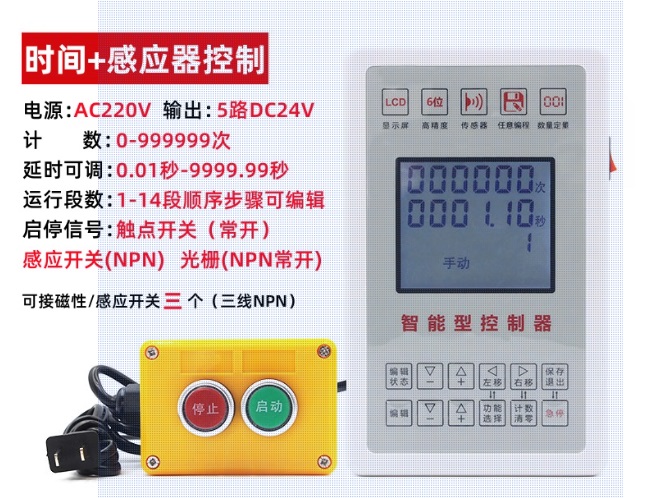 时间+感应器控制
电源:AC220V 输出:5路DC24V
计 数:0-999999次
延时可调:0.01秒-9999.99秒
运行段数:1-14段顺序步骤可编辑
启停信号:触点开关（常开）
感应开关(NPN) 光栅(NPN常开)
可接磁性/感应开关 三 个（三线NPN）
LCD 6位 001
显示屏 高精度 传感器 任意编程 数量定量
000000次
0001.10秒
1
手动
智能型控制器
编辑状态 − + 左移 右移 保存退出
编辑 − + 功能选择 计数清零 急停
停止 启动